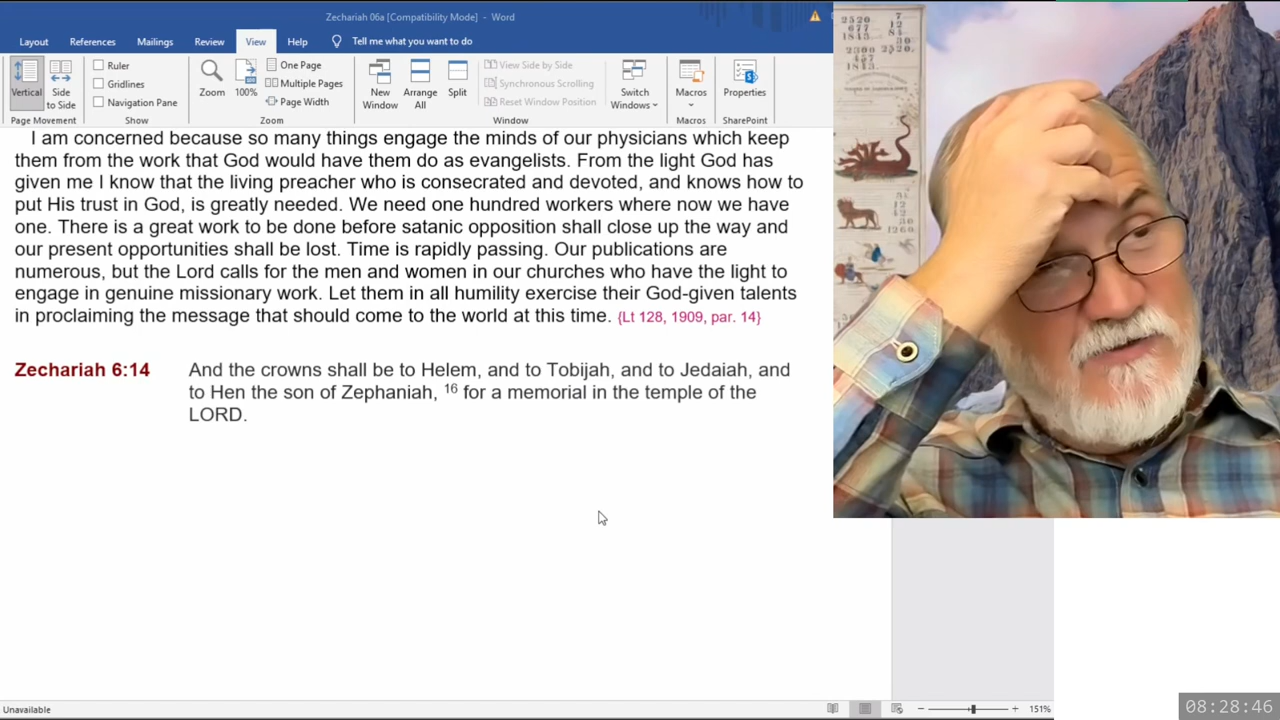 Zechariah 06a [Compatibility Mode] - Word
Layout References Mailings Review View Help Tell me what you want to do
Vertical
Side to Side
Page Movement
Ruler
Gridlines
Navigation Pane
Show
Zoom
100%
One Page
Multiple Pages
Page Width
Zoom
New Window
Arrange All
Split
View Side by Side
Synchronous Scrolling
Reset Window Position
Window
Switch Windows
Macros
Macros
Properties
SharePoint
I am concerned because so many things engage the minds of our physicians which keep
them from the work that God would have them do as evangelists. From the light God has
given me I know that the living preacher who is consecrated and devoted, and knows how to
put His trust in God, is greatly needed. We need one hundred workers where now we have
one. There is a great work to be done before satanic opposition shall close up the way and
our present opportunities shall be lost. Time is rapidly passing. Our publications are
numerous, but the Lord calls for the men and women in our churches who have the light to
engage in genuine missionary work. Let them in all humility exercise their God-given talents
in proclaiming the message that should come to the world at this time. {Lt 128, 1909, par. 14}
Zechariah 6:14 And the crowns shall be to Helem, and to Tobijah, and to Jedaiah, and
to Hen the son of Zephaniah, 16 for a memorial in the temple of the
LORD.
2520
677
1843
2300
457
1843
12
42
30
1260
Unavailable
151%
08:28:46